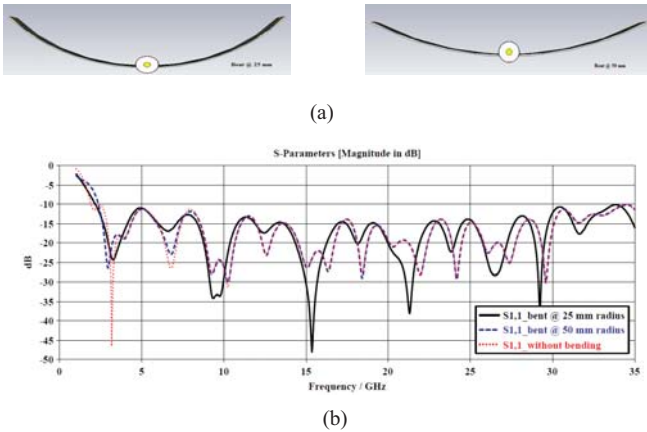 Bent @ 25 mm
Bent @ 50 mm
(a)
S-Parameters [Magnitude in dB]
0
-5
-10
-15
-20
-25
-30
-35
-40
-45
-50
dB
S1,1_bent @ 25 mm radius
S1,1_bent @ 50 mm radius
S1,1_without bending
0
5
10
15
20
25
30
35
Frequency / GHz
(b)